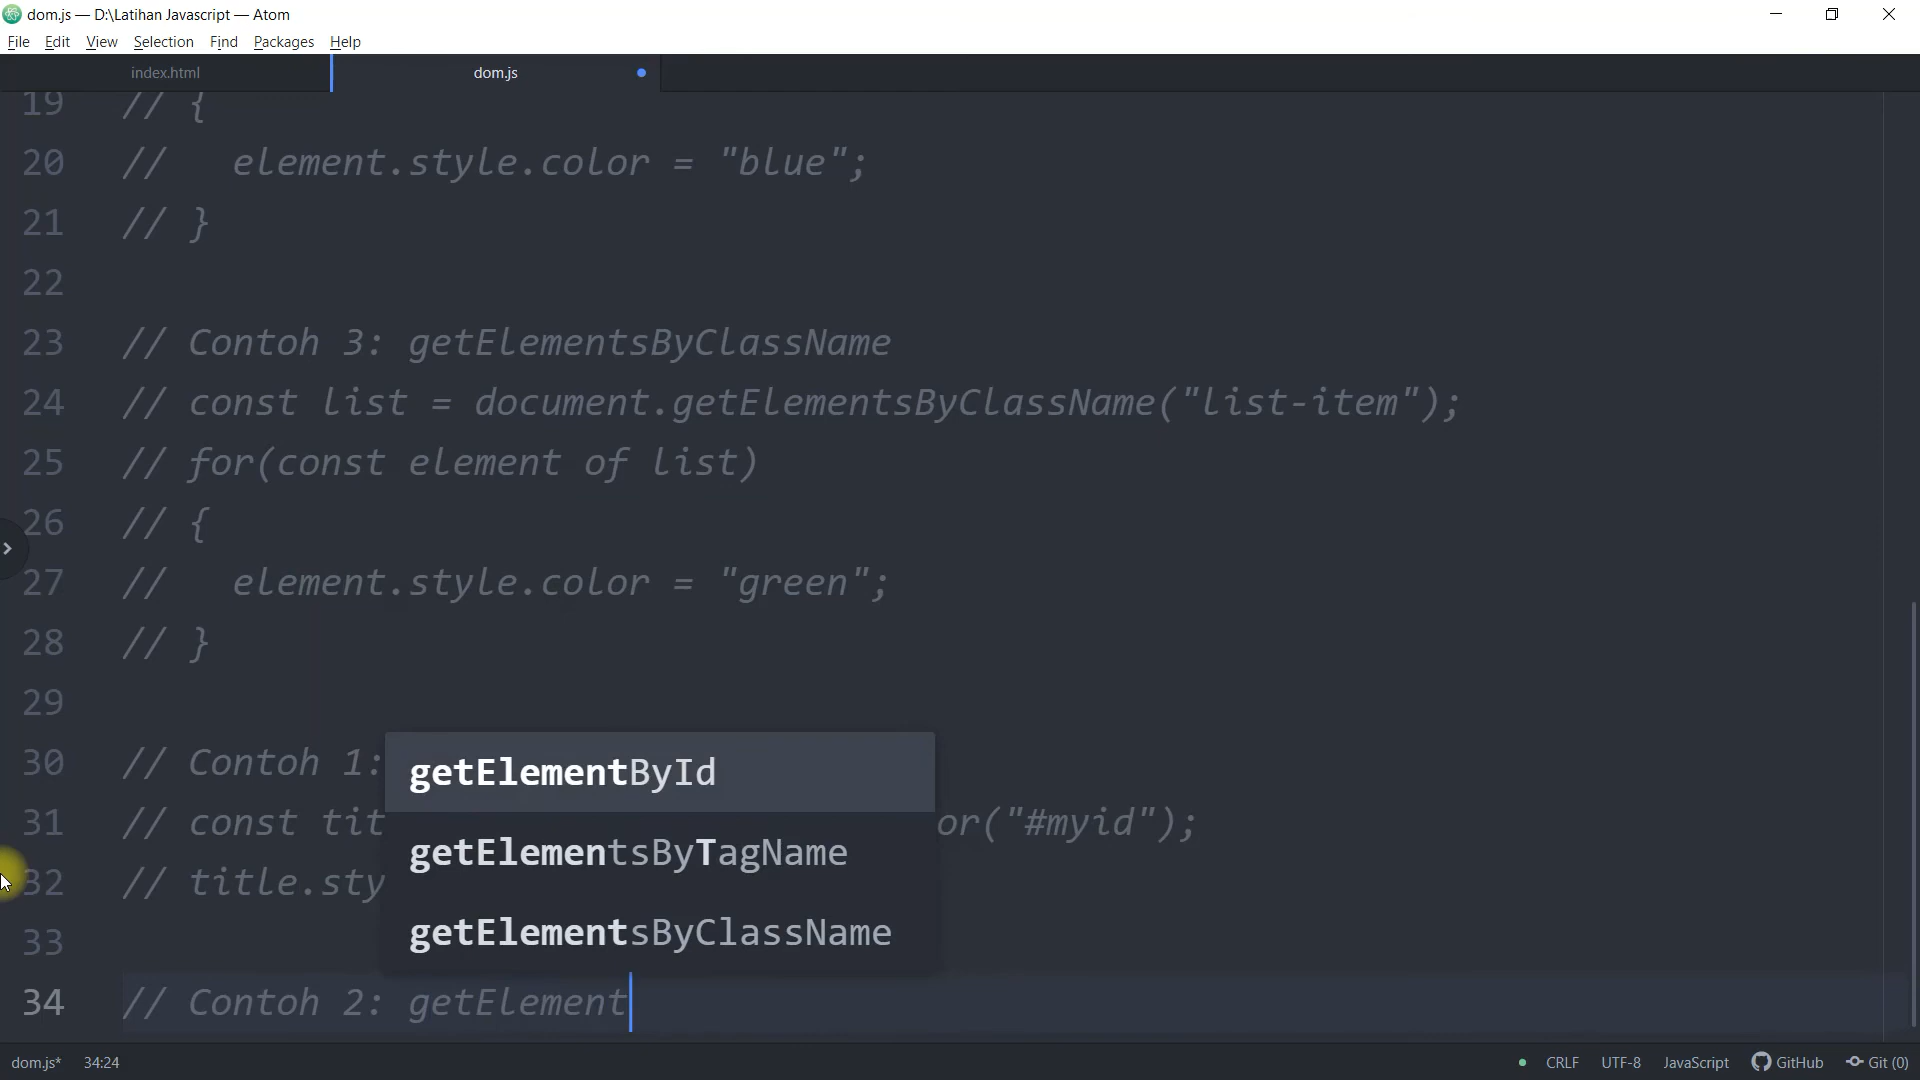 dom.js — D:\Latihan Javascript — Atom
File Edit View Selection Find Packages Help
index.html dom.js
19 // {
20 //   element.style.color = "blue";
21 // }
22
23 // Contoh 3: getElementsByClassName
24 // const list = document.getElementsByClassName("list-item");
25 // for(const element of list)
26 // {
27 //   element.style.color = "green";
28 // }
29
30 // Contoh 1:
getElementById
31 // const tit or("#myid");
getElementsByTagName
32 // title.sty
getElementsByClassName
33
34 // Contoh 2: getElement
dom.js* 34:24 CRLF UTF-8 JavaScript GitHub Git (0)